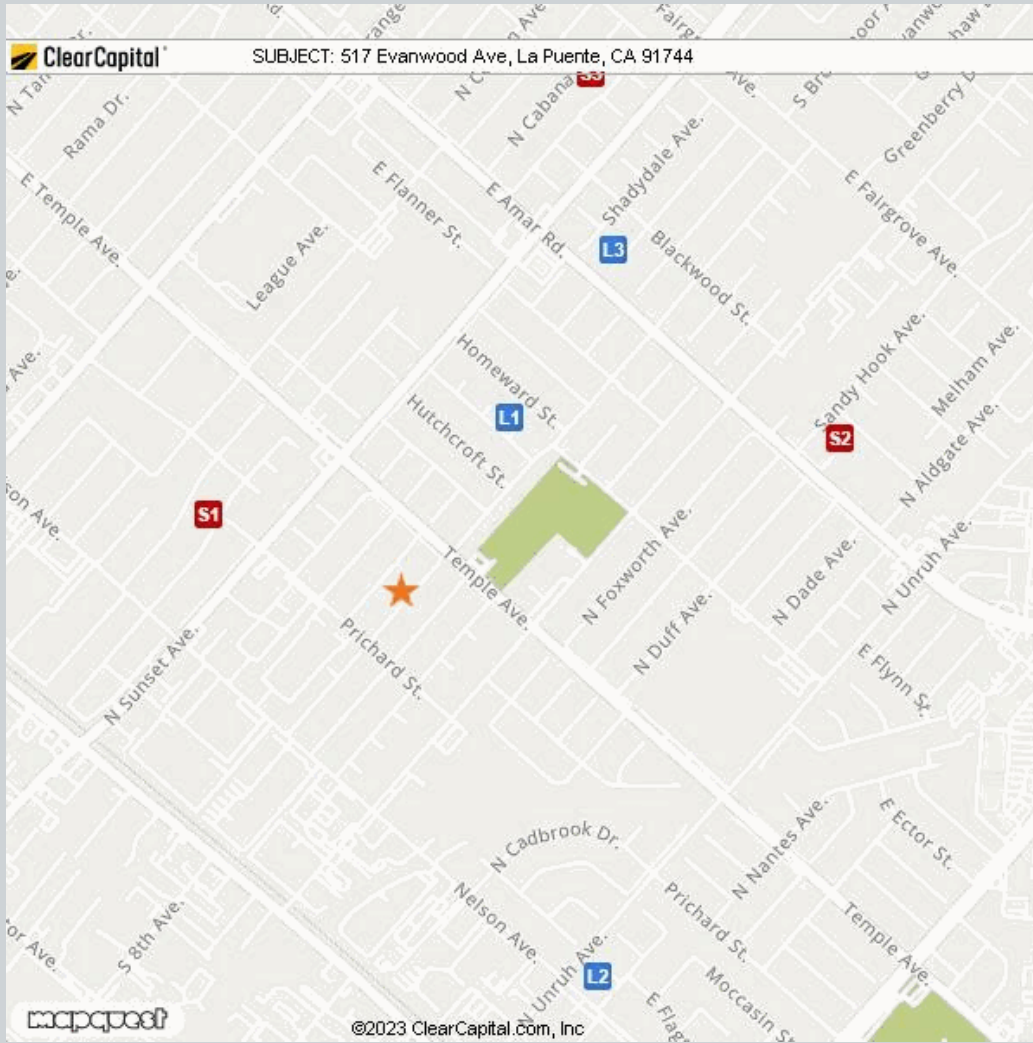 ClearCapital
SUBJECT: 517 Evanwood Ave, La Puente, CA 91744
N Cabana
Rama Dr.
Shadydale Ave.
Greenberry
E Temple Ave.
E Flanner St.
E Amar Rd.
E Fairgrove Ave.
League Ave.
L3
Blackwood St.
Homeward St.
Sandy Hook Ave.
Melham Ave.
Hutchcroft St.
L1
S2
N Aldgate Ave.
S1
N Foxworth Ave.
N Unruh Ave.
Temple Ave.
N Dade Ave.
N Duff Ave.
Prichard St.
E Flynn St.
N Sunset Ave.
N Cadbrook Dr.
N Nantes Ave.
E Ector St.
Nelson Ave.
Prichard St.
S 8th Ave.
Temple Ave.
N Unruh Ave.
L2
Moccasin St
mapquest
©2023 ClearCapital.com, Inc